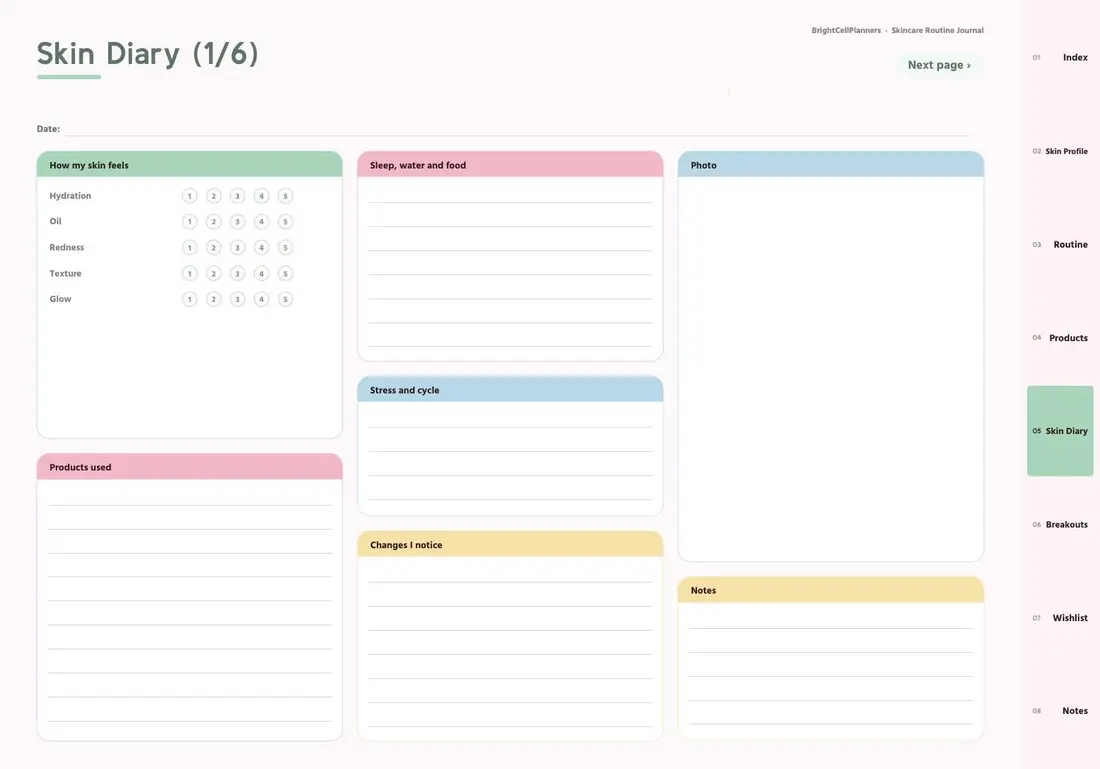 BrightCellPlanners · Skincare Routine Journal
Skin Diary (1/6)
Next page ›
Date:
How my skin feels
Hydration 1 2 3 4 5
Oil 1 2 3 4 5
Redness 1 2 3 4 5
Texture 1 2 3 4 5
Glow 1 2 3 4 5
Products used
Sleep, water and food
Stress and cycle
Changes I notice
Photo
Notes
01 Index
02 Skin Profile
03 Routine
04 Products
05 Skin Diary
06 Breakouts
07 Wishlist
08 Notes